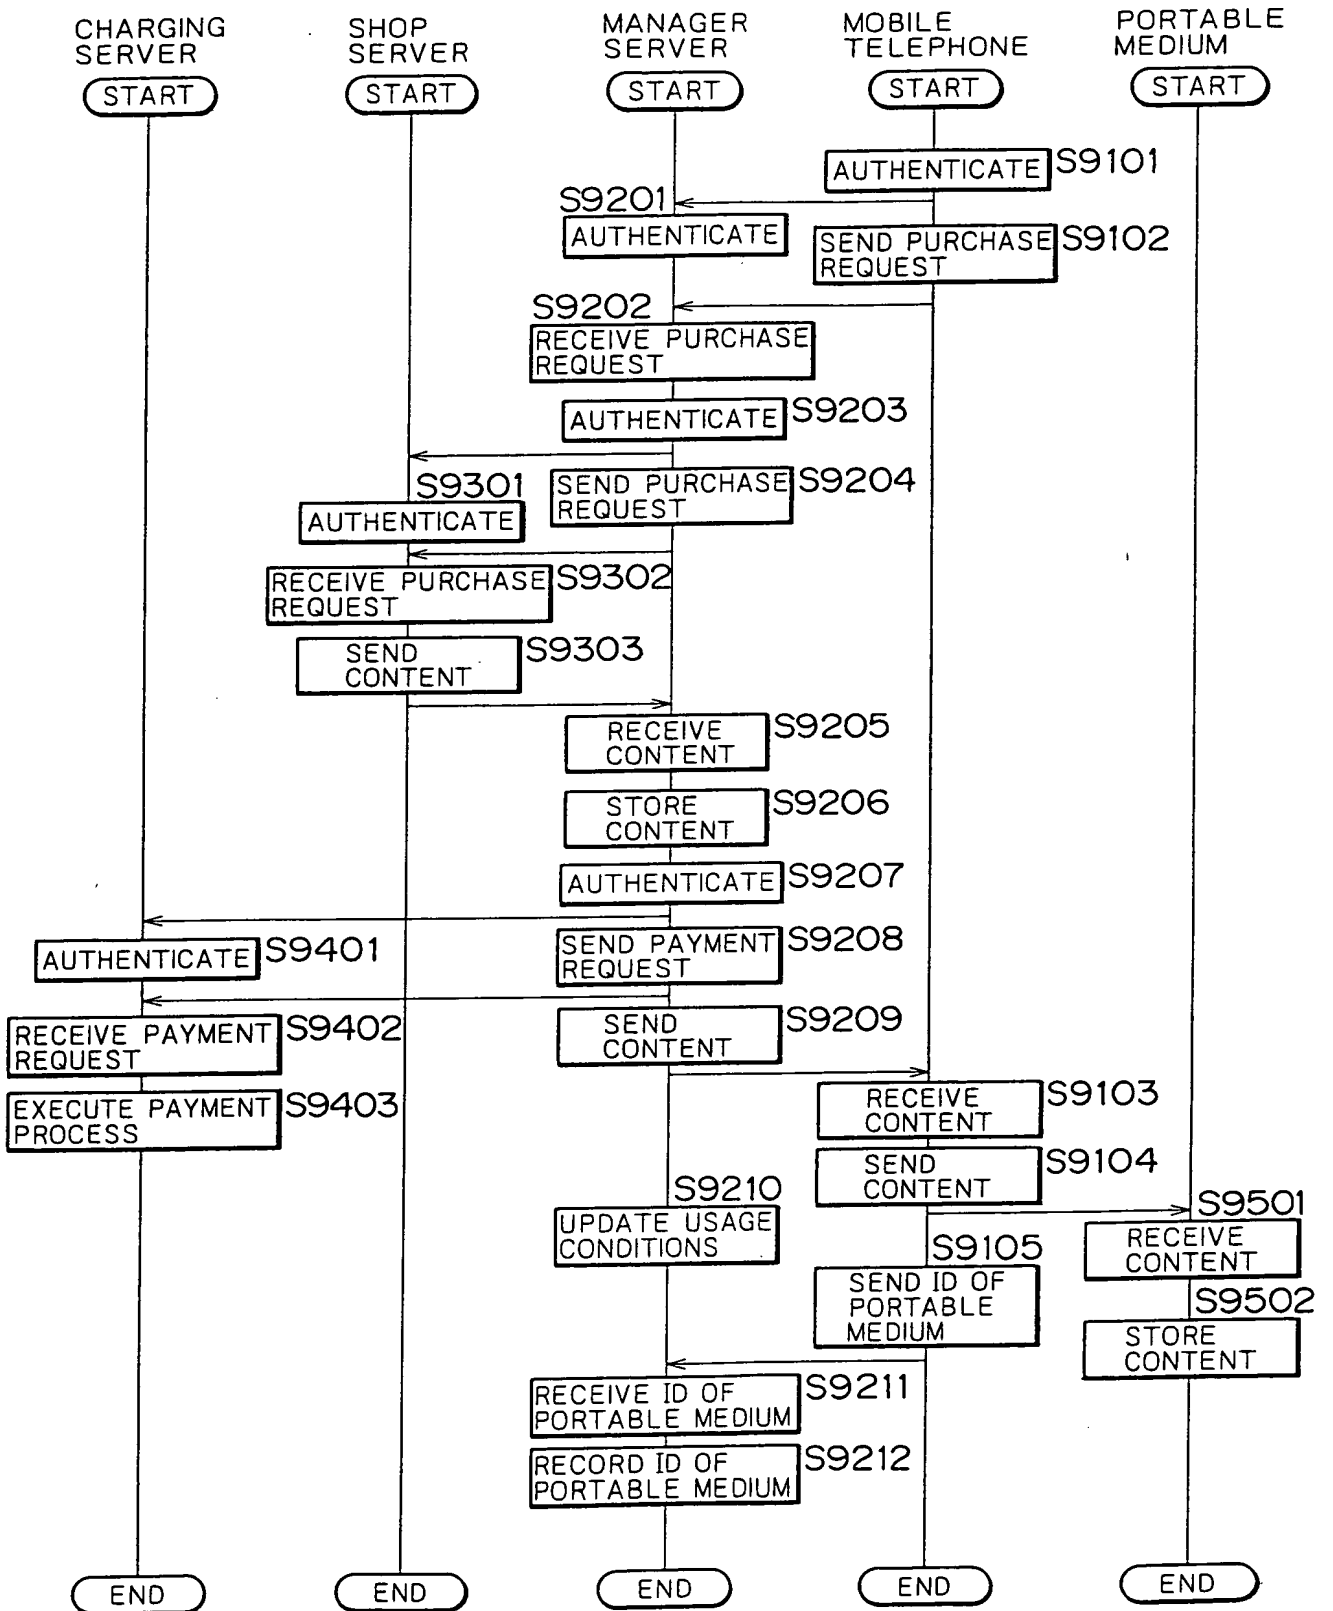 CHARGING
SERVER
SHOP
SERVER
MANAGER
SERVER
MOBILE
TELEPHONE
PORTABLE
MEDIUM
START
START
START
START
START
AUTHENTICATE
S9101
S9201
AUTHENTICATE
SEND PURCHASE
REQUEST
S9102
S9202
RECEIVE PURCHASE
REQUEST
AUTHENTICATE
S9203
S9301
AUTHENTICATE
SEND PURCHASE
REQUEST
S9204
RECEIVE PURCHASE
REQUEST
S9302
SEND
CONTENT
S9303
RECEIVE
CONTENT
S9205
STORE
CONTENT
S9206
AUTHENTICATE
S9207
AUTHENTICATE
S9401
SEND PAYMENT
REQUEST
S9208
RECEIVE PAYMENT
REQUEST
S9402
SEND
CONTENT
S9209
EXECUTE PAYMENT
PROCESS
S9403
RECEIVE
CONTENT
S9103
SEND
CONTENT
S9104
S9210
UPDATE USAGE
CONDITIONS
S9501
RECEIVE
CONTENT
S9105
SEND ID OF
PORTABLE
MEDIUM
S9502
STORE
CONTENT
RECEIVE ID OF
PORTABLE MEDIUM
S9211
RECORD ID OF
PORTABLE MEDIUM
S9212
END
END
END
END
END